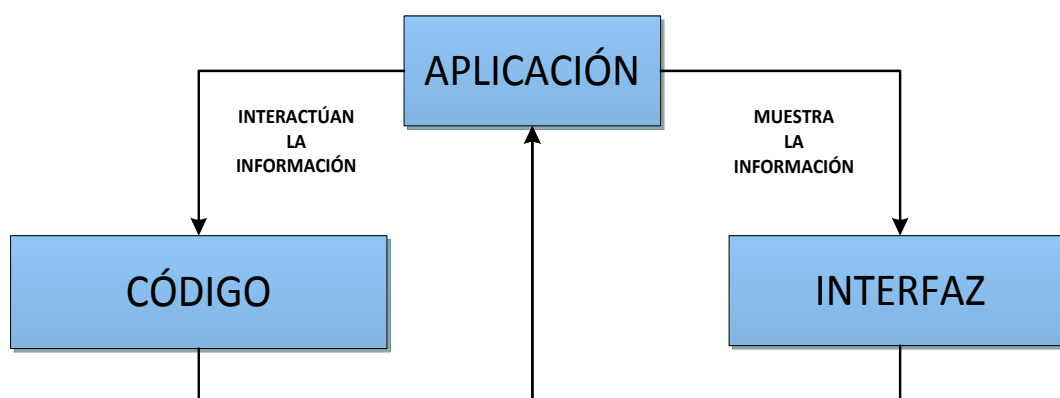 APLICACIÓN
INTERACTÚAN
LA
INFORMACIÓN
MUESTRA
LA
INFORMACIÓN
CÓDIGO
INTERFAZ